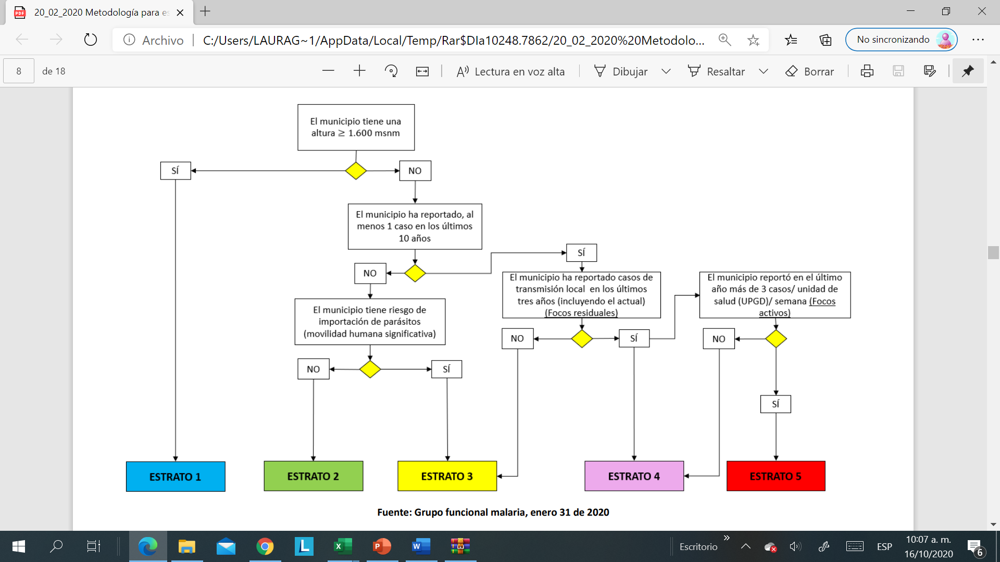 20_02_2020 Metodología para es
Archivo
C:/Users/LAURAG~1/AppData/Local/Temp/Rar$DIa10248.7862/20_02_2020%20Metodolo...
No sincronizando
8
de 18
Lectura en voz alta
Dibujar
Resaltar
Borrar
El municipio tiene una
altura ≥ 1.600 msnm
SÍ
NO
El municipio ha reportado, al
menos 1 caso en los últimos
10 años
NO
SÍ
El municipio tiene riesgo de
importación de parásitos
(movilidad humana significativa)
NO
SÍ
El municipio ha reportado casos de
transmisión local en los últimos
tres años (incluyendo el actual)
(Focos residuales)
NO
SÍ
El municipio reportó en el último
año más de 3 casos/ unidad de
salud (UPGD)/ semana (Focos
activos)
NO
SÍ
ESTRATO 1
ESTRATO 2
ESTRATO 3
ESTRATO 4
ESTRATO 5
Fuente: Grupo funcional malaria, enero 31 de 2020
Escritorio
ESP
10:07 a. m.
16/10/2020
6